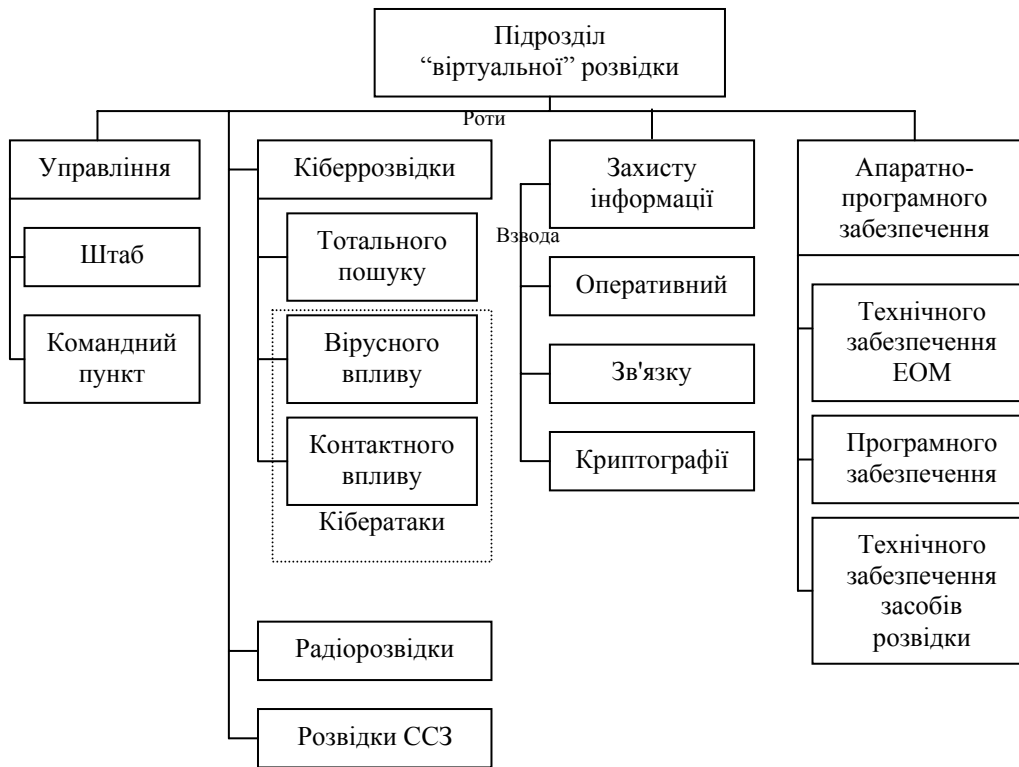 Підрозділ
“віртуальної” розвідки
Роти
Управління
Штаб
Командний
пункт
Кіберрозвідки
Тотального
пошуку
Вірусного
впливу
Контактного
впливу
Кібератаки
Радіорозвідки
Розвідки ССЗ
Захисту
інформації
Взвода
Оперативний
Зв'язку
Криптографії
Апаратно-
програмного
забезпечення
Технічного
забезпечення
ЕОМ
Програмного
забезпечення
Технічного
забезпечення
засобів
розвідки